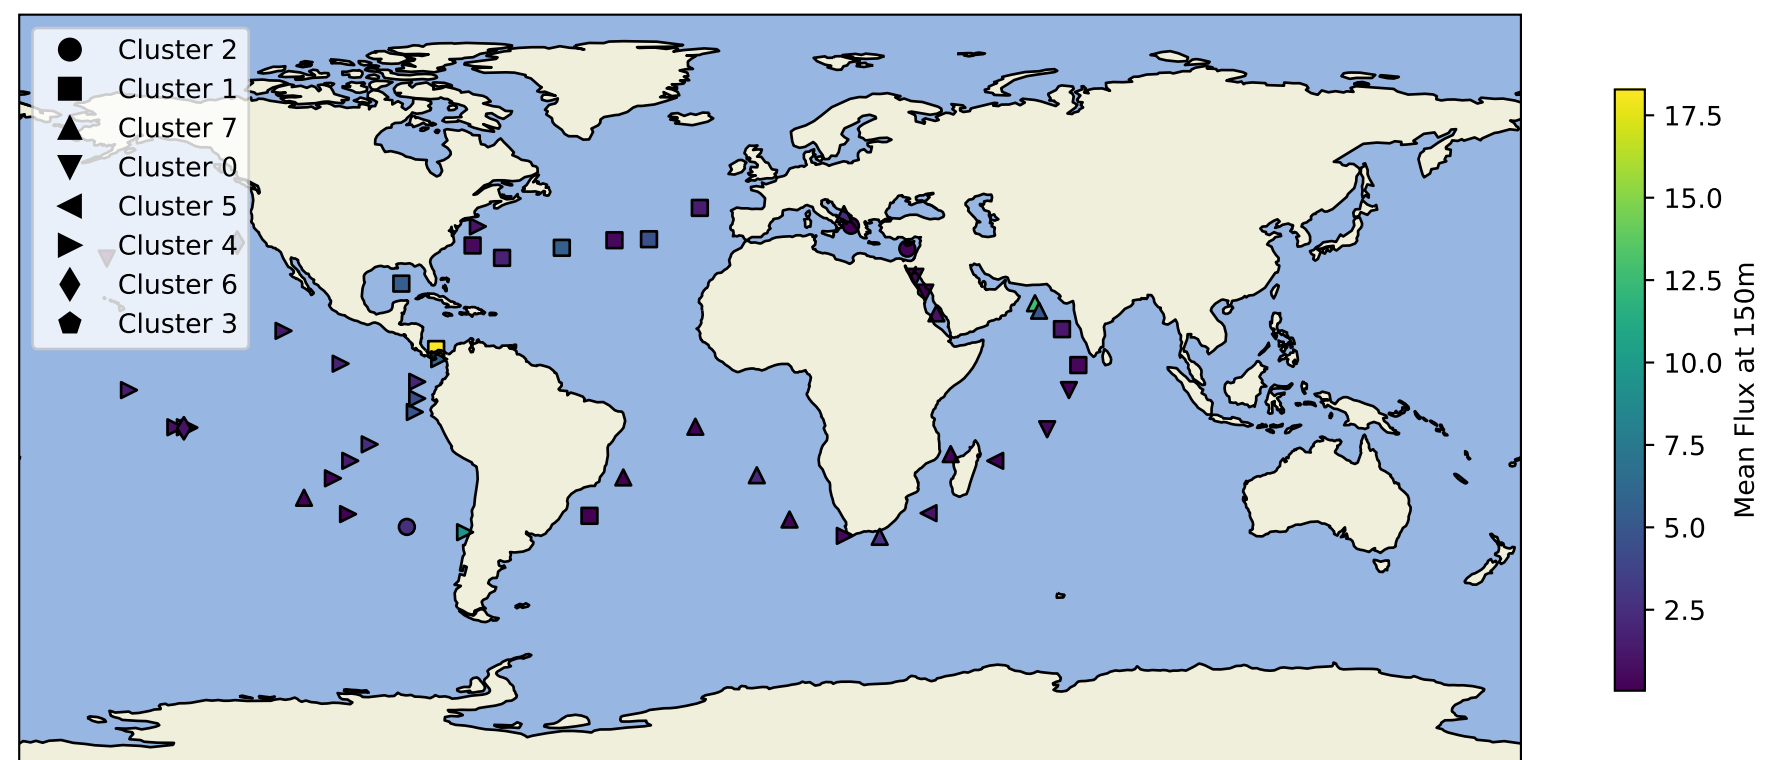 Cluster 2
Cluster 1
Cluster 7
Cluster 0
Cluster 5
Cluster 4
Cluster 6
Cluster 3
17.5
15.0
12.5
10.0
7.5
5.0
2.5
Mean Flux at 150m